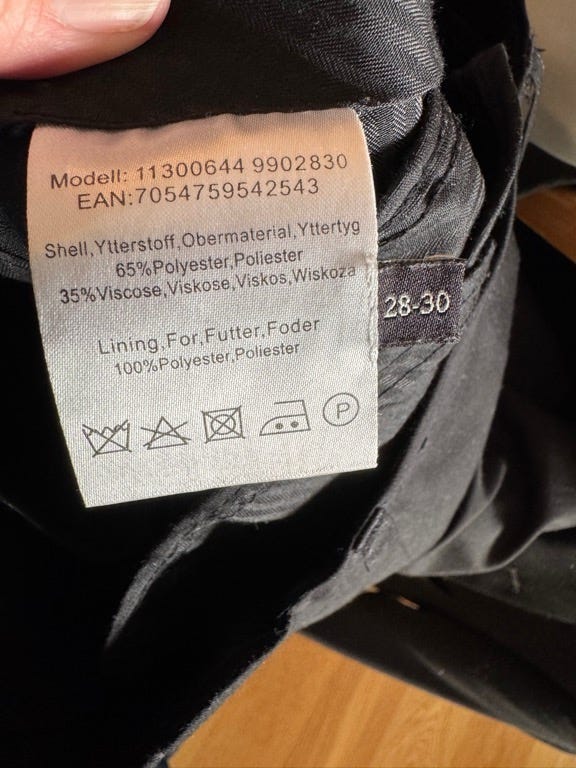 Modell: 11300644 9902830
EAN:7054759542543
Shell,Ytterstoff,Obermaterial,Yttertyg
65%Polyester,Poliester
35%Viscose,Viskose,Viskos,Wiskoza
28-30
Lining,For,Futter,Foder
100%Polyester,Poliester
P